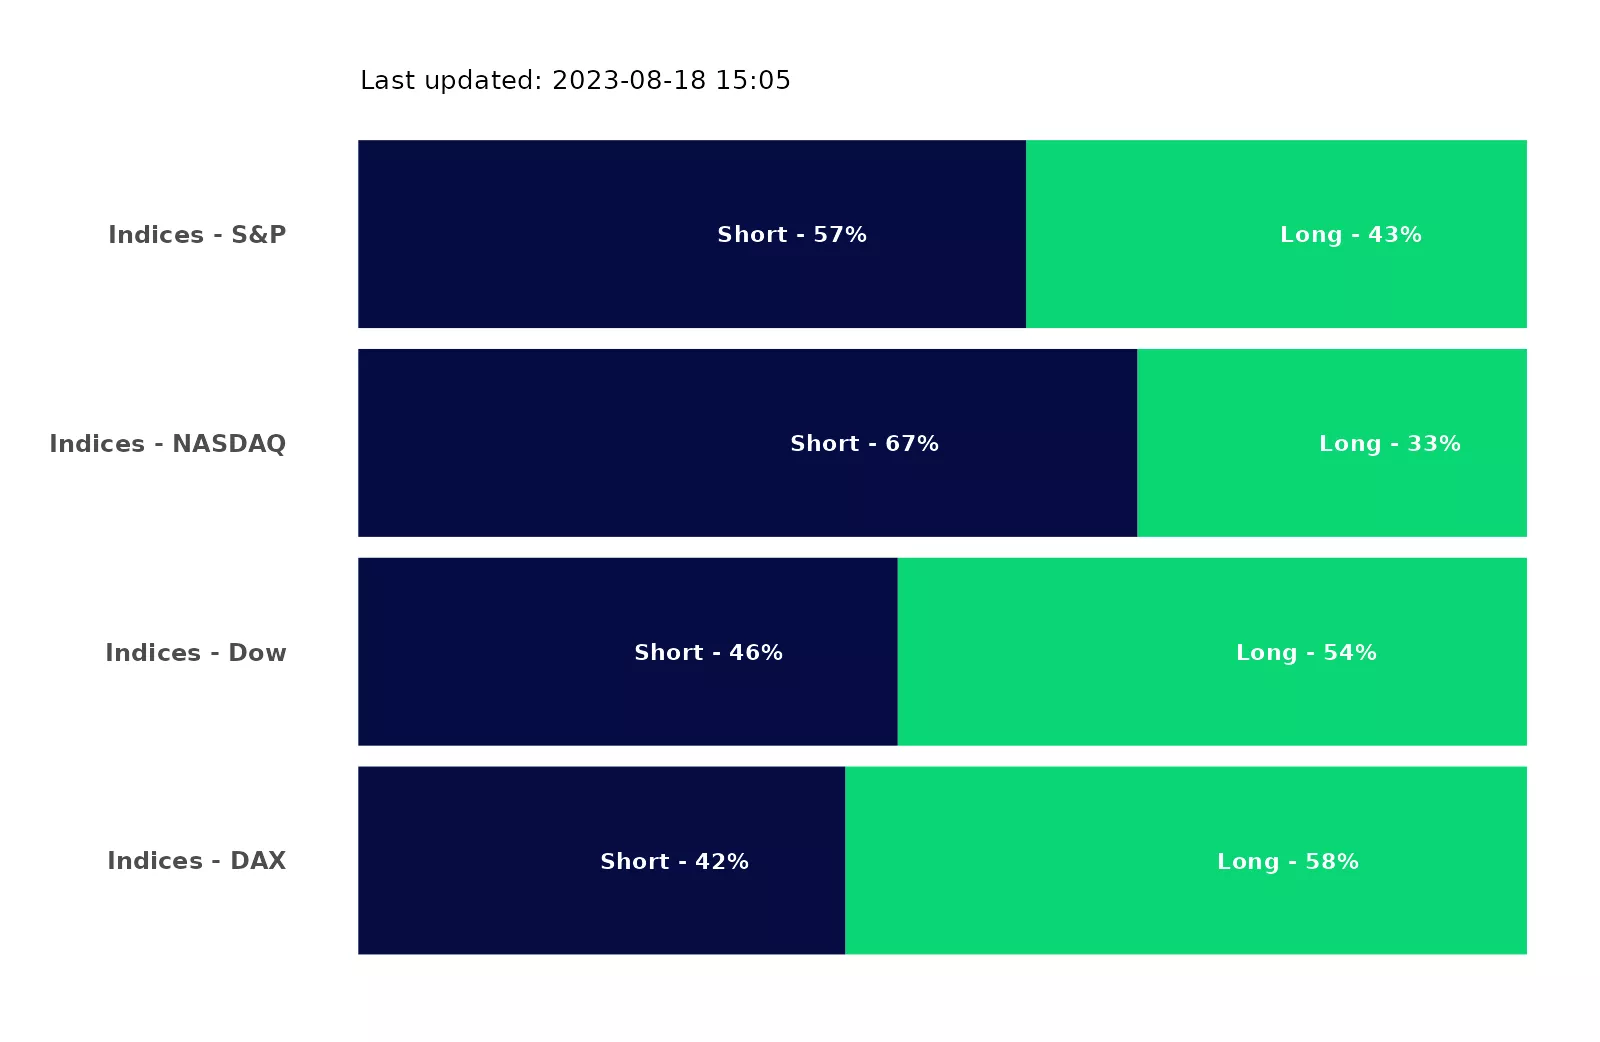 Last updated: 2023-08-18 15:05
Indices - S&P
Short - 57%
Long - 43%
Indices - NASDAQ
Short - 67%
Long - 33%
Indices - Dow
Short - 46%
Long - 54%
Indices - DAX
Short - 42%
Long - 58%